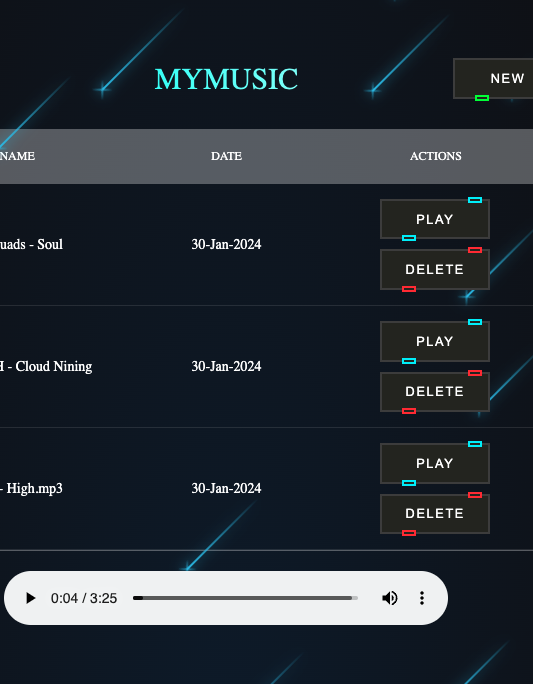 MYMUSIC
NEW
NAME DATE ACTIONS
uads - Soul 30-Jan-2024 PLAY
DELETE
- Cloud Nining 30-Jan-2024 PLAY
DELETE
- High.mp3 30-Jan-2024 PLAY
DELETE
0:04 / 3:25